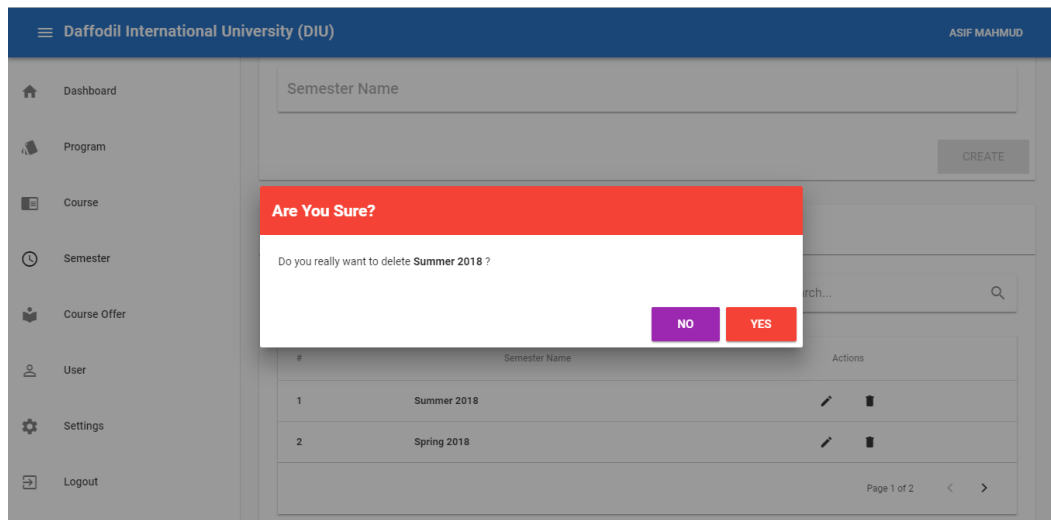 Daffodil International University (DIU)
ASIF MAHMUD
Dashboard
Program
Course
Semester
Course Offer
User
Settings
Logout
Semester Name
CREATE
Are You Sure?
Do you really want to delete Summer 2018 ?
NO
YES
rch...
# Semester Name Actions
1 Summer 2018
2 Spring 2018
Page 1 of 2